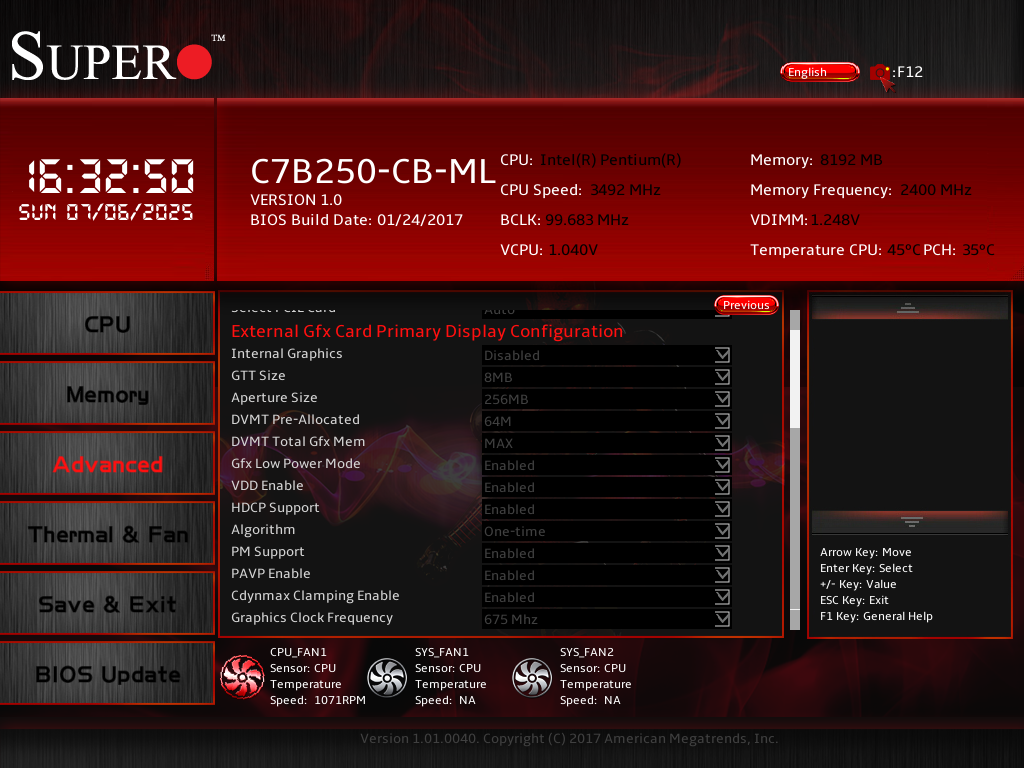 SUPER ™
English :F12
16:32:50
SUN 07/06/2025
C7B250-CB-ML
VERSION 1.0
BIOS Build Date: 01/24/2017
CPU: Intel(R) Pentium(R)
CPU Speed: 3492 MHz
BCLK: 99.683 MHz
VCPU: 1.040V
Memory: 8192 MB
Memory Frequency: 2400 MHz
VDIMM: 1.248V
Temperature CPU: 45ºC PCH: 35ºC
CPU
Memory
Advanced
Thermal & Fan
Save & Exit
BIOS Update
Previous
Select PCIE Card Auto
External Gfx Card Primary Display Configuration
Internal Graphics Disabled
GTT Size 8MB
Aperture Size 256MB
DVMT Pre-Allocated 64M
DVMT Total Gfx Mem MAX
Gfx Low Power Mode Enabled
VDD Enable Enabled
HDCP Support Enabled
Algorithm One-time
PM Support Enabled
PAVP Enable Enabled
Cdynmax Clamping Enable Enabled
Graphics Clock Frequency 675 Mhz
Arrow Key: Move
Enter Key: Select
+/- Key: Value
ESC Key: Exit
F1 Key: General Help
CPU_FAN1
Sensor: CPU
Temperature
Speed: 1071RPM
SYS_FAN1
Sensor: CPU
Temperature
Speed: NA
SYS_FAN2
Sensor: CPU
Temperature
Speed: NA
Version 1.01.0040. Copyright (C) 2017 American Megatrends, Inc.